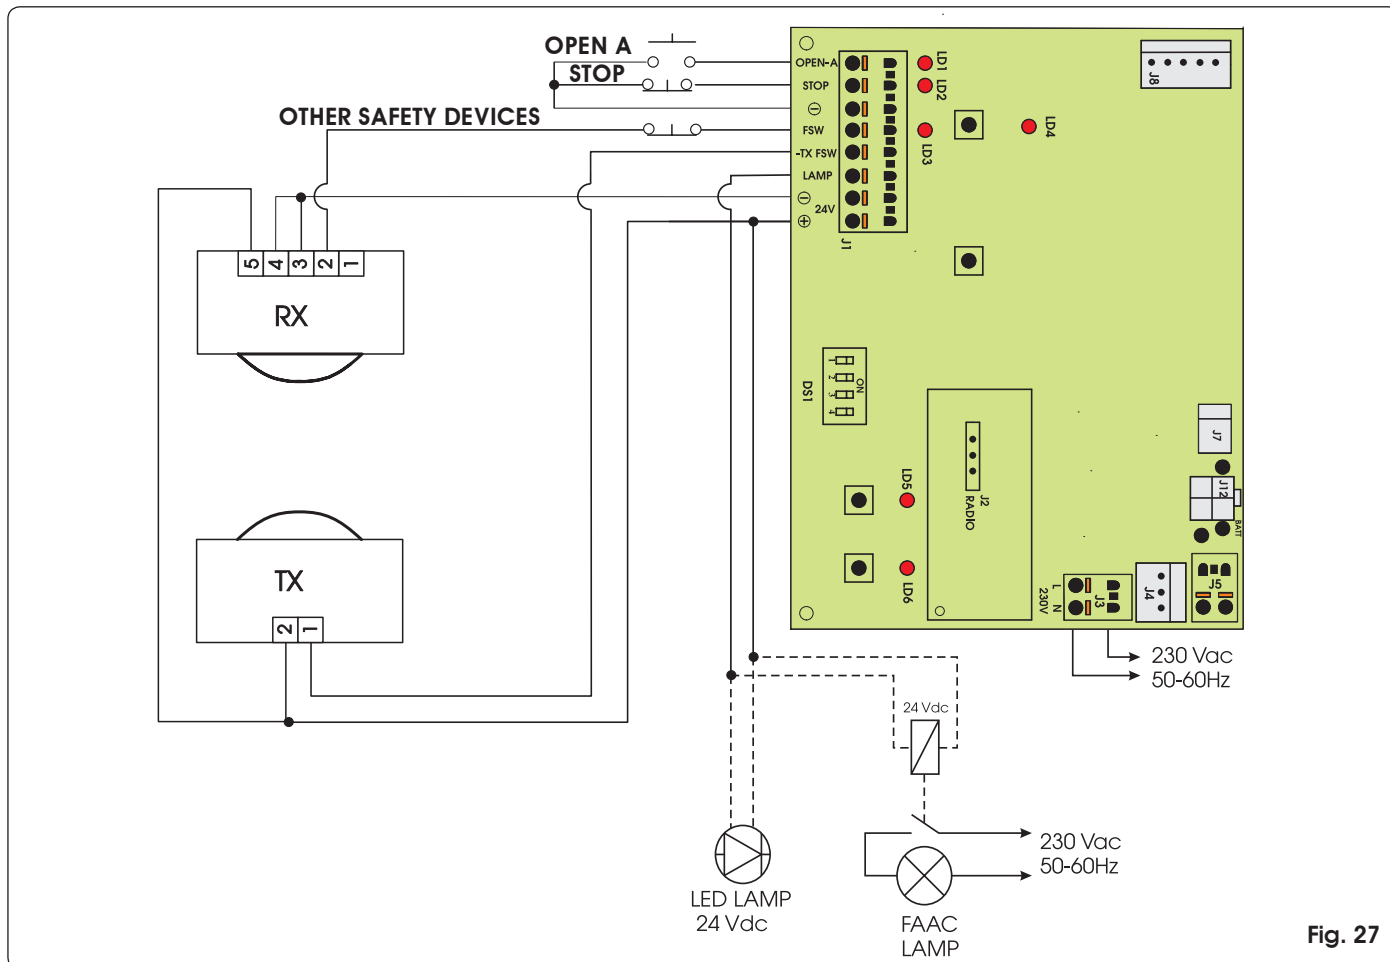 OPEN A
STOP
OTHER SAFETY DEVICES
OPEN-A
STOP
FSW
-TX FSW
LAMP
24V
J1
LD1
LD2
LD3
LD4
J8
5 4 3 2 1
RX
TX
2 1
DS1
1
2
3
4
ON
LD5
LD6
J2
RADIO
J7
J12
BATT
J5
J4
J3
L
N
230V
230 Vac
50-60Hz
24 Vdc
230 Vac
50-60Hz
LED LAMP
24 Vdc
FAAC
LAMP
Fig. 27